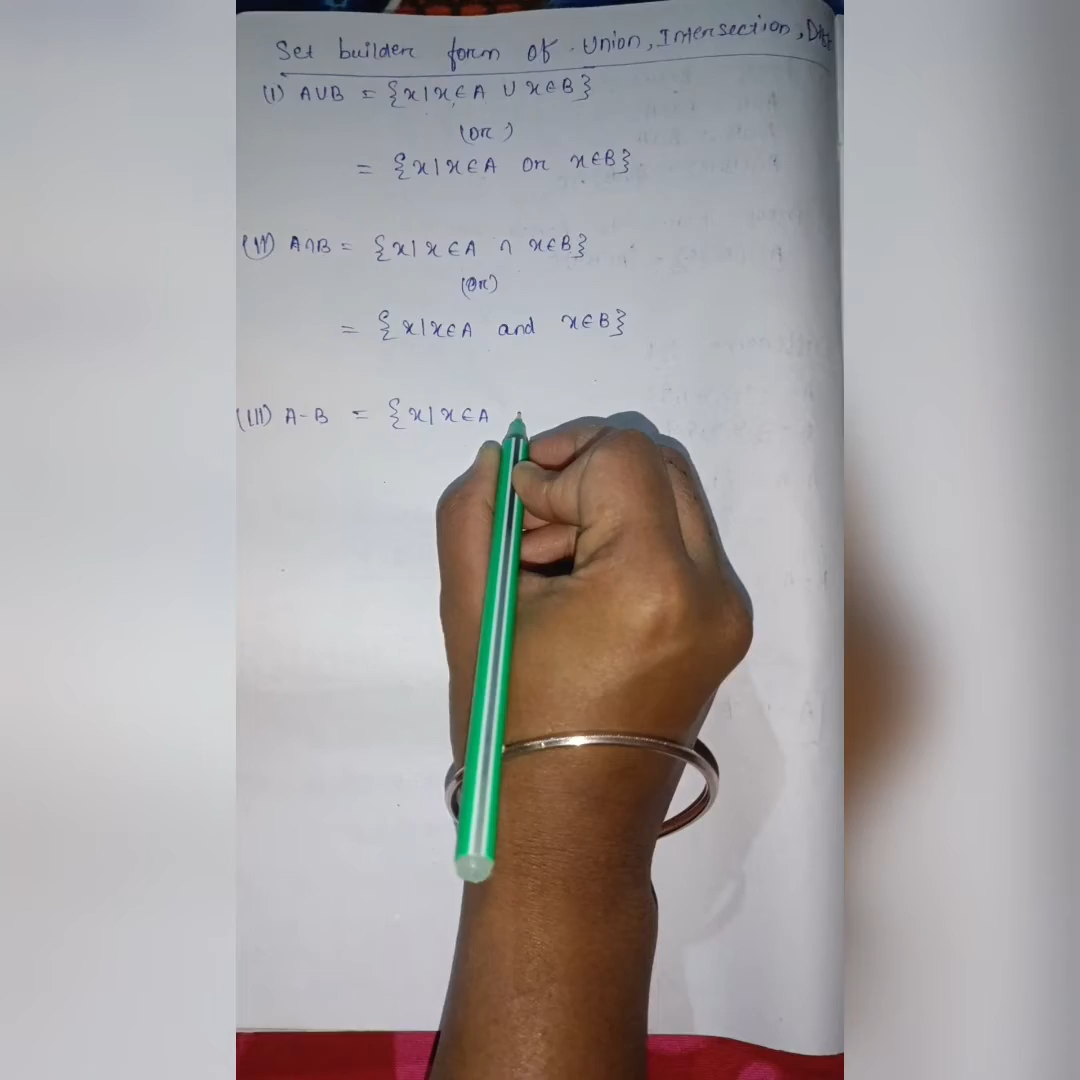 Set builder form of Union, Intersection,
(I) A∪B = {x|x∈A ∪ x∈B}
(or)
= {x|x∈A or x∈B}
(II) A∩B = {x|x∈A ∩ x∈B}
(or)
= {x|x∈A and x∈B}
(III) A-B = {x|x∈A